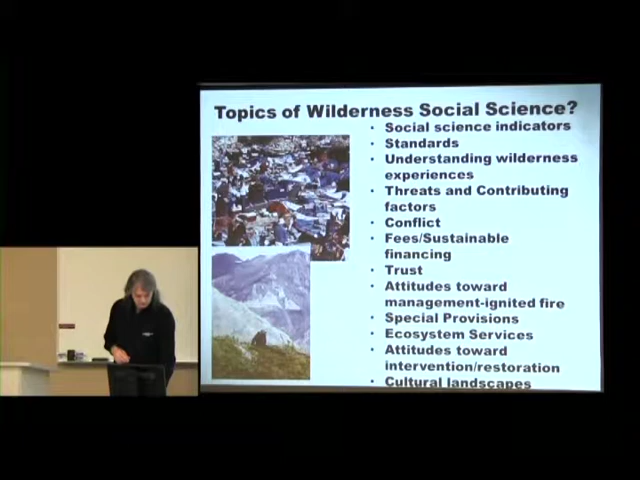 Topics of Wilderness Social Science?
• Social science indicators
• Standards
• Understanding wilderness
experiences
• Threats and Contributing
factors
• Conflict
• Fees/Sustainable
financing
• Trust
• Attitudes toward
management-ignited fire
• Special Provisions
• Ecosystem Services
• Attitudes toward
intervention/restoration
• Cultural landscapes